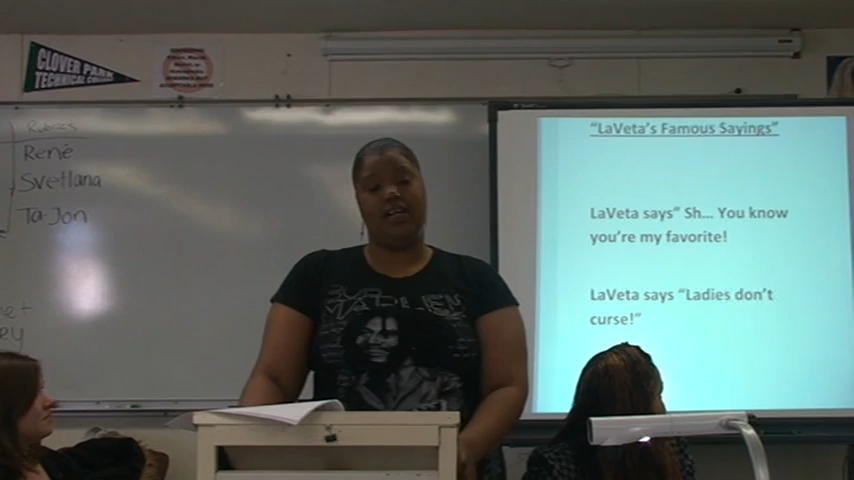 CLOVER PARK
TECHNICAL COLLEGE
Rubrics
René
Svetlana
Ta-Jon
"LaVeta's Famous Sayings"
LaVeta says" Sh... You know
you're my favorite!
LaVeta says "Ladies don't
curse!"